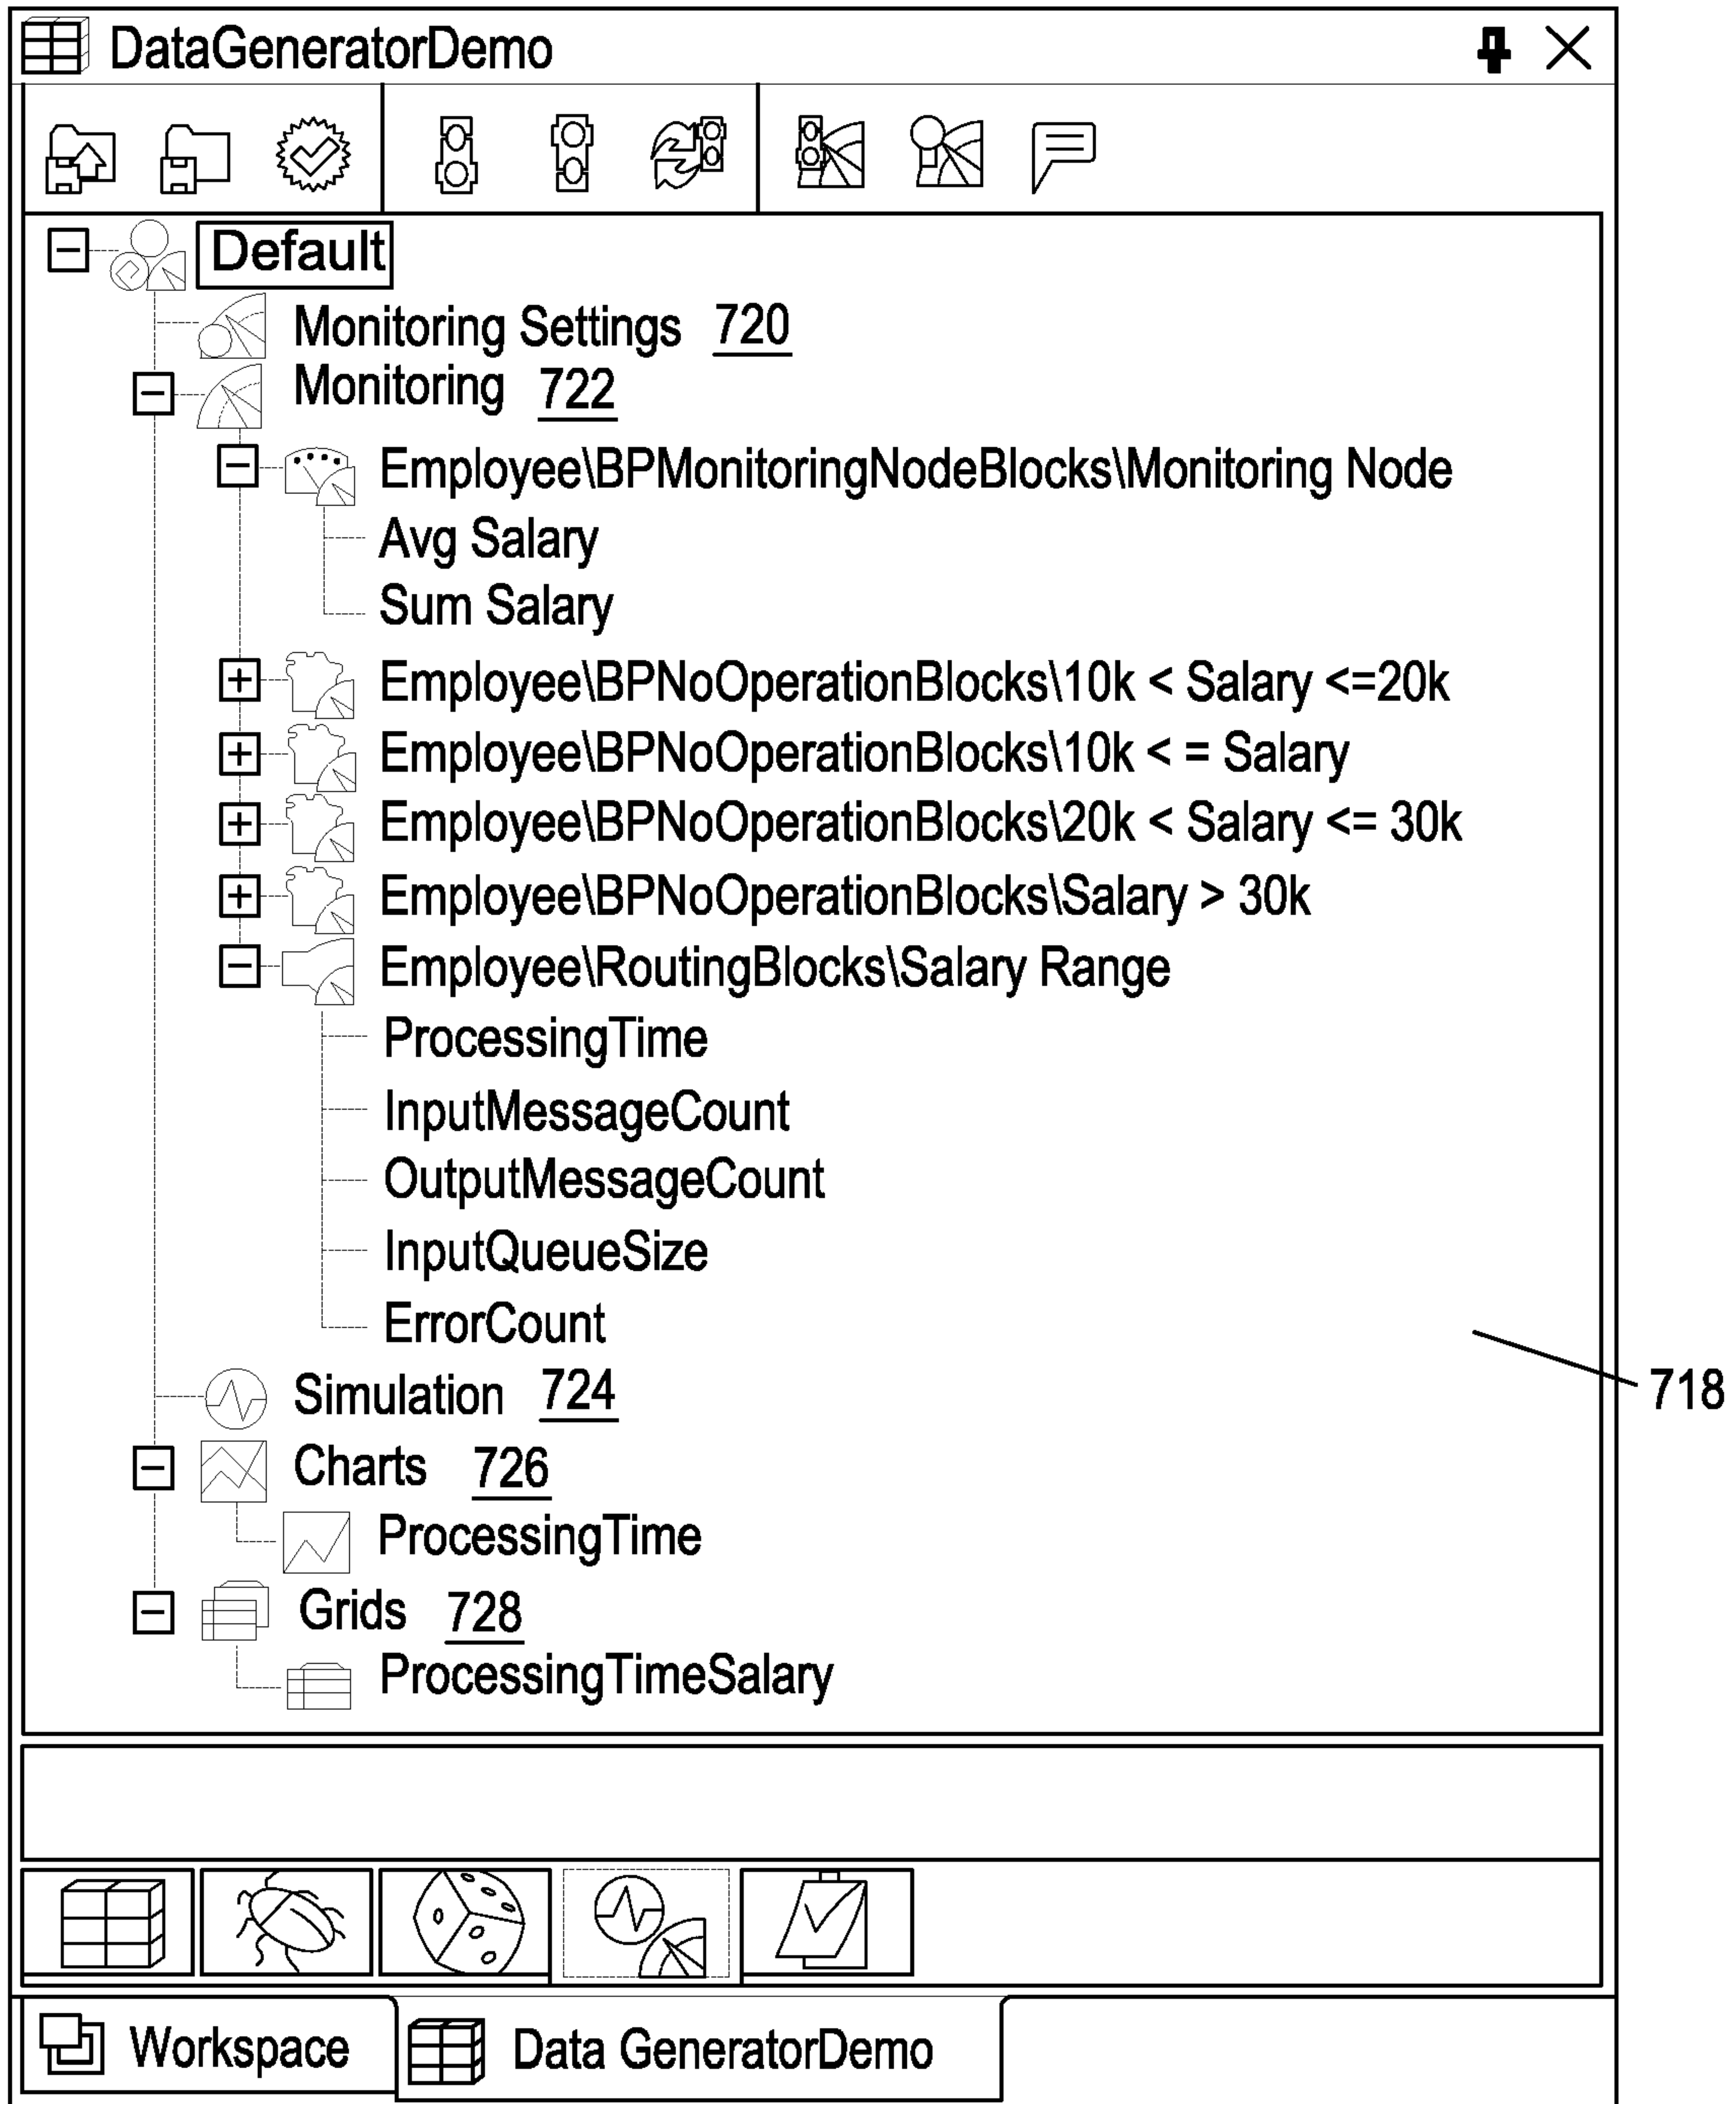 DataGeneratorDemo
Default
Monitoring Settings 720
Monitoring 722
Employee\BPMonitoringNodeBlocks\Monitoring Node
Avg Salary
Sum Salary
Employee\BPNoOperationBlocks\10k < Salary <=20k
Employee\BPNoOperationBlocks\10k < = Salary
Employee\BPNoOperationBlocks\20k < Salary <= 30k
Employee\BPNoOperationBlocks\Salary > 30k
Employee\RoutingBlocks\Salary Range
ProcessingTime
InputMessageCount
OutputMessageCount
InputQueueSize
ErrorCount
718
Simulation 724
Charts 726
ProcessingTime
Grids 728
ProcessingTimeSalary
Workspace Data GeneratorDemo